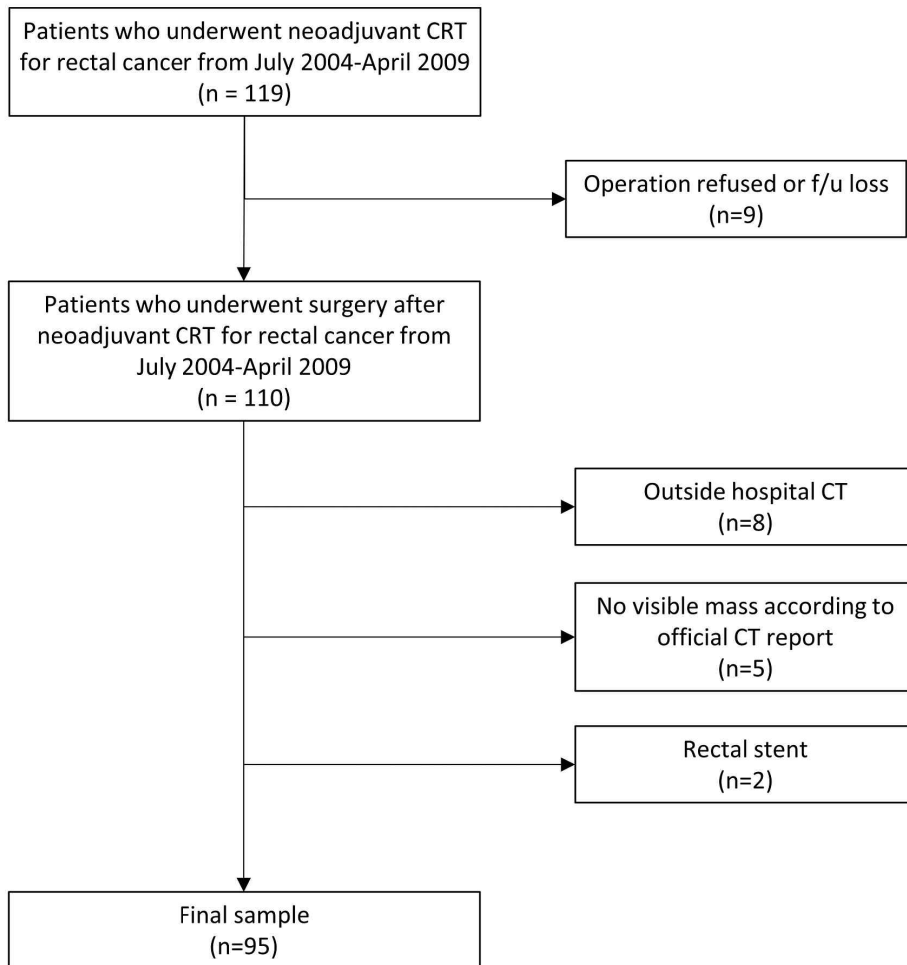 Patients who underwent neoadjuvant CRT
for rectal cancer from July 2004-April 2009
(n = 119)
Operation refused or f/u loss
(n=9)
Patients who underwent surgery after
neoadjuvant CRT for rectal cancer from
July 2004-April 2009
(n = 110)
Outside hospital CT
(n=8)
No visible mass according to
official CT report
(n=5)
Rectal stent
(n=2)
Final sample
(n=95)